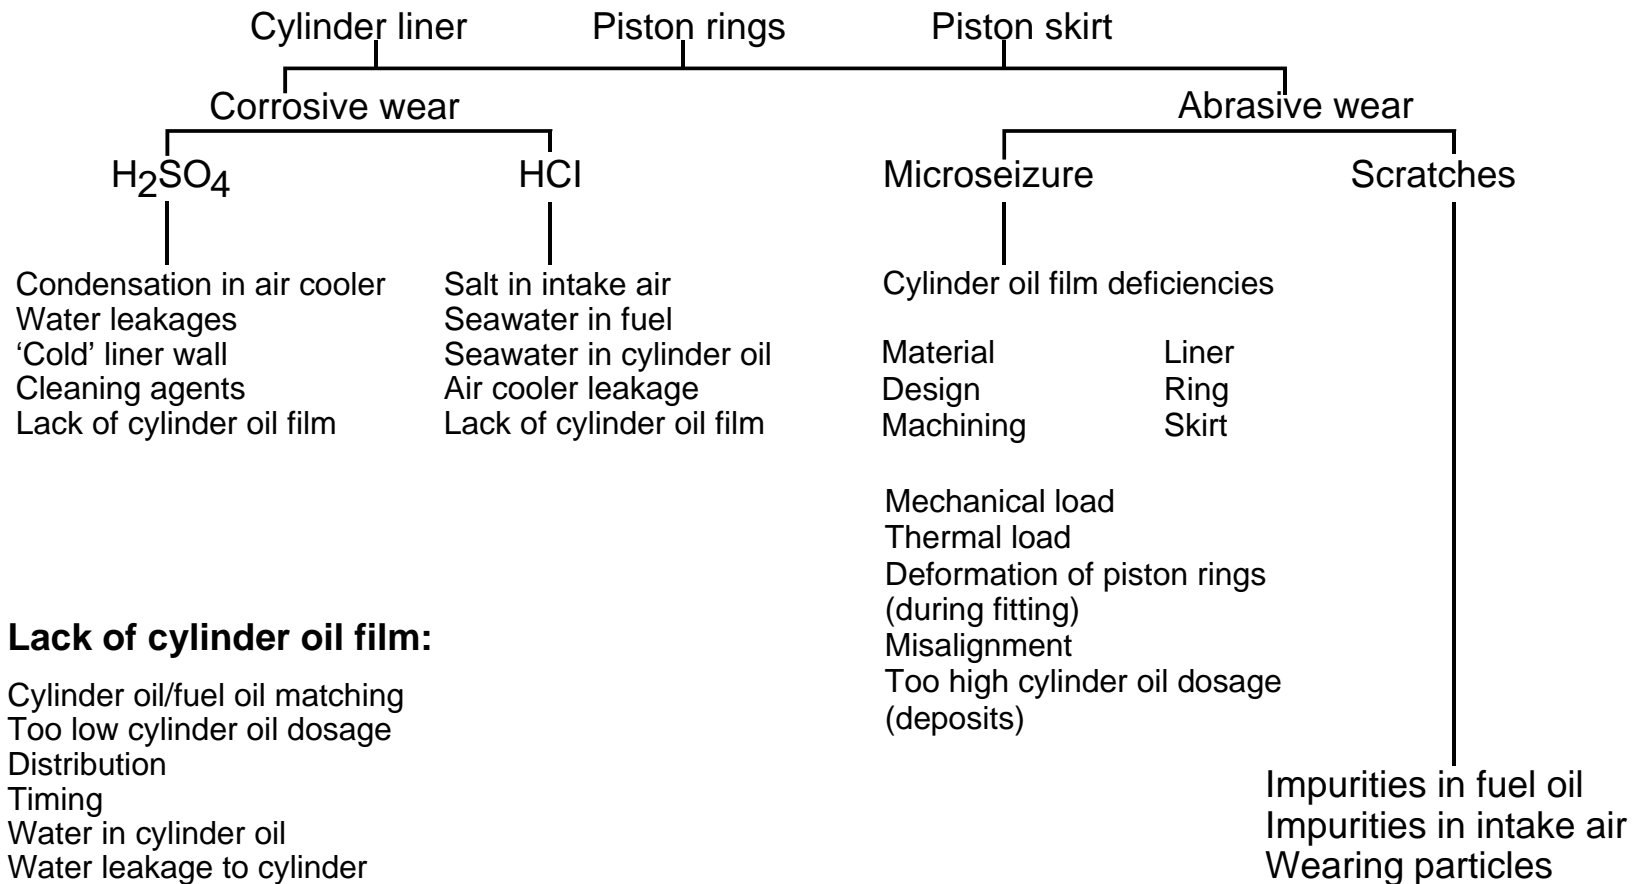 Cylinder liner Piston rings Piston skirt
Corrosive wear Abrasive wear
H2SO4 HCl Microseizure Scratches
Condensation in air cooler
Water leakages
‘Cold’ liner wall
Cleaning agents
Lack of cylinder oil film
Salt in intake air
Seawater in fuel
Seawater in cylinder oil
Air cooler leakage
Lack of cylinder oil film
Cylinder oil film deficiencies
Material Liner
Design Ring
Machining Skirt
Mechanical load
Thermal load
Deformation of piston rings
(during fitting)
Misalignment
Too high cylinder oil dosage
(deposits)
Impurities in fuel oil
Impurities in intake air
Wearing particles
Lack of cylinder oil film:
Cylinder oil/fuel oil matching
Too low cylinder oil dosage
Distribution
Timing
Water in cylinder oil
Water leakage to cylinder